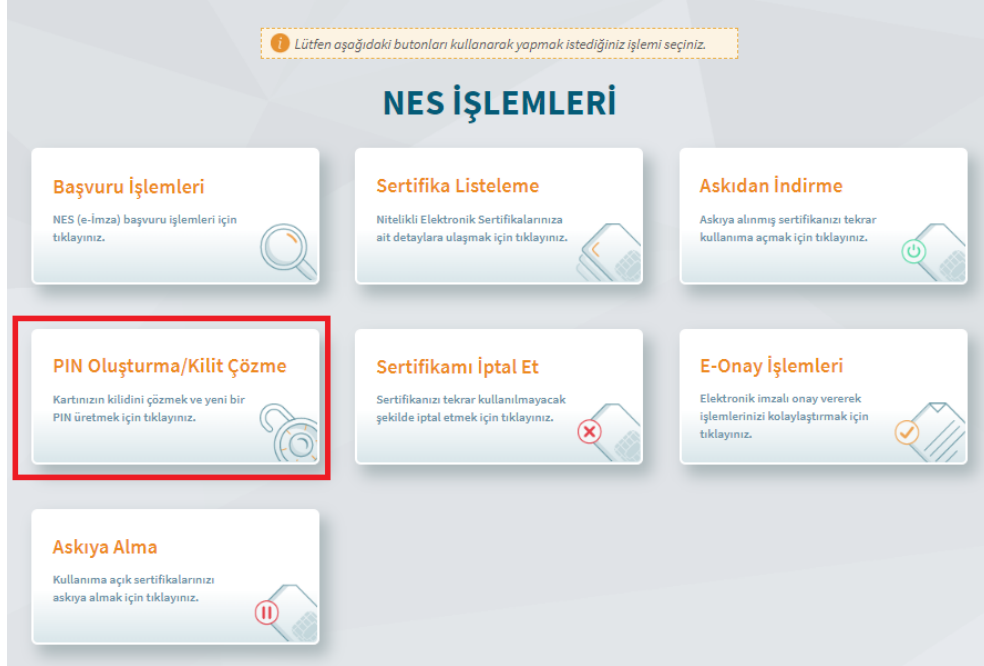 Lütfen aşağıdaki butonları kullanarak yapmak istediğiniz işlemi seçiniz.
NES İŞLEMLERİ
Başvuru İşlemleri
NES (e-İmza) başvuru işlemleri için
tıklayınız.
Sertifika Listeleme
Nitelikli Elektronik Sertifikalarınıza
ait detaylara ulaşmak için tıklayınız.
Askıdan İndirme
Askıya alınmış sertifikanızı tekrar
kullanıma açmak için tıklayınız.
PIN Oluşturma/Kilit Çözme
Kartınızın kilidini çözmek ve yeni bir
PIN üretmek için tıklayınız.
Sertifikamı İptal Et
Sertifikanızı tekrar kullanılmayacak
şekilde iptal etmek için tıklayınız.
E-Onay İşlemleri
Elektronik imzalı onay vererek
işlemlerinizi kolaylaştırmak için
tıklayınız.
Askıya Alma
Kullanıma açık sertifikalarınızı
askıya almak için tıklayınız.